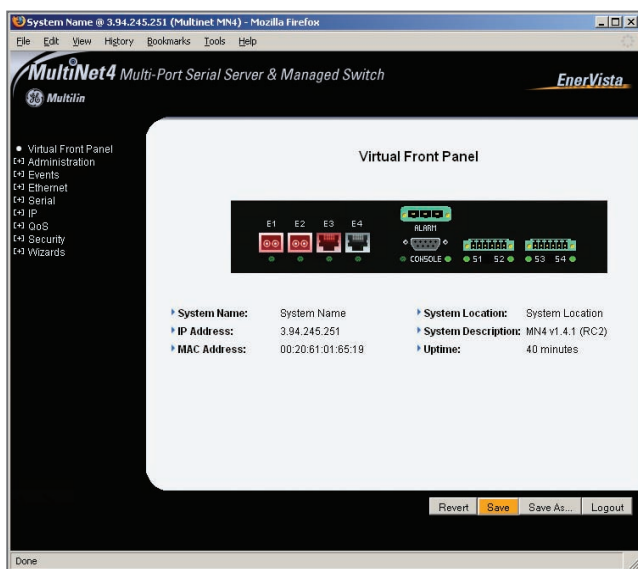 System Name @ 3.94.245.251 (Multinet MN4) - Mozilla Firefox
File Edit View History Bookmarks Tools Help
MultiNet4 Multi-Port Serial Server & Managed Switch
Multilin
EnerVista
Virtual Front Panel
[+] Administration
[+] Events
[+] Ethernet
[+] Serial
[+] IP
[+] QoS
[+] Security
[+] Wizards
Virtual Front Panel
E1 E2 E3 E4
ALARM
CONSOLE S1 S2 S3 S4
System Name: System Name
System Location: System Location
IP Address: 3.94.245.251
System Description: MN4 v1.4.1 (RC2)
MAC Address: 00:20:61:01:65:19
Uptime: 40 minutes
Revert Save Save As... Logout
Done